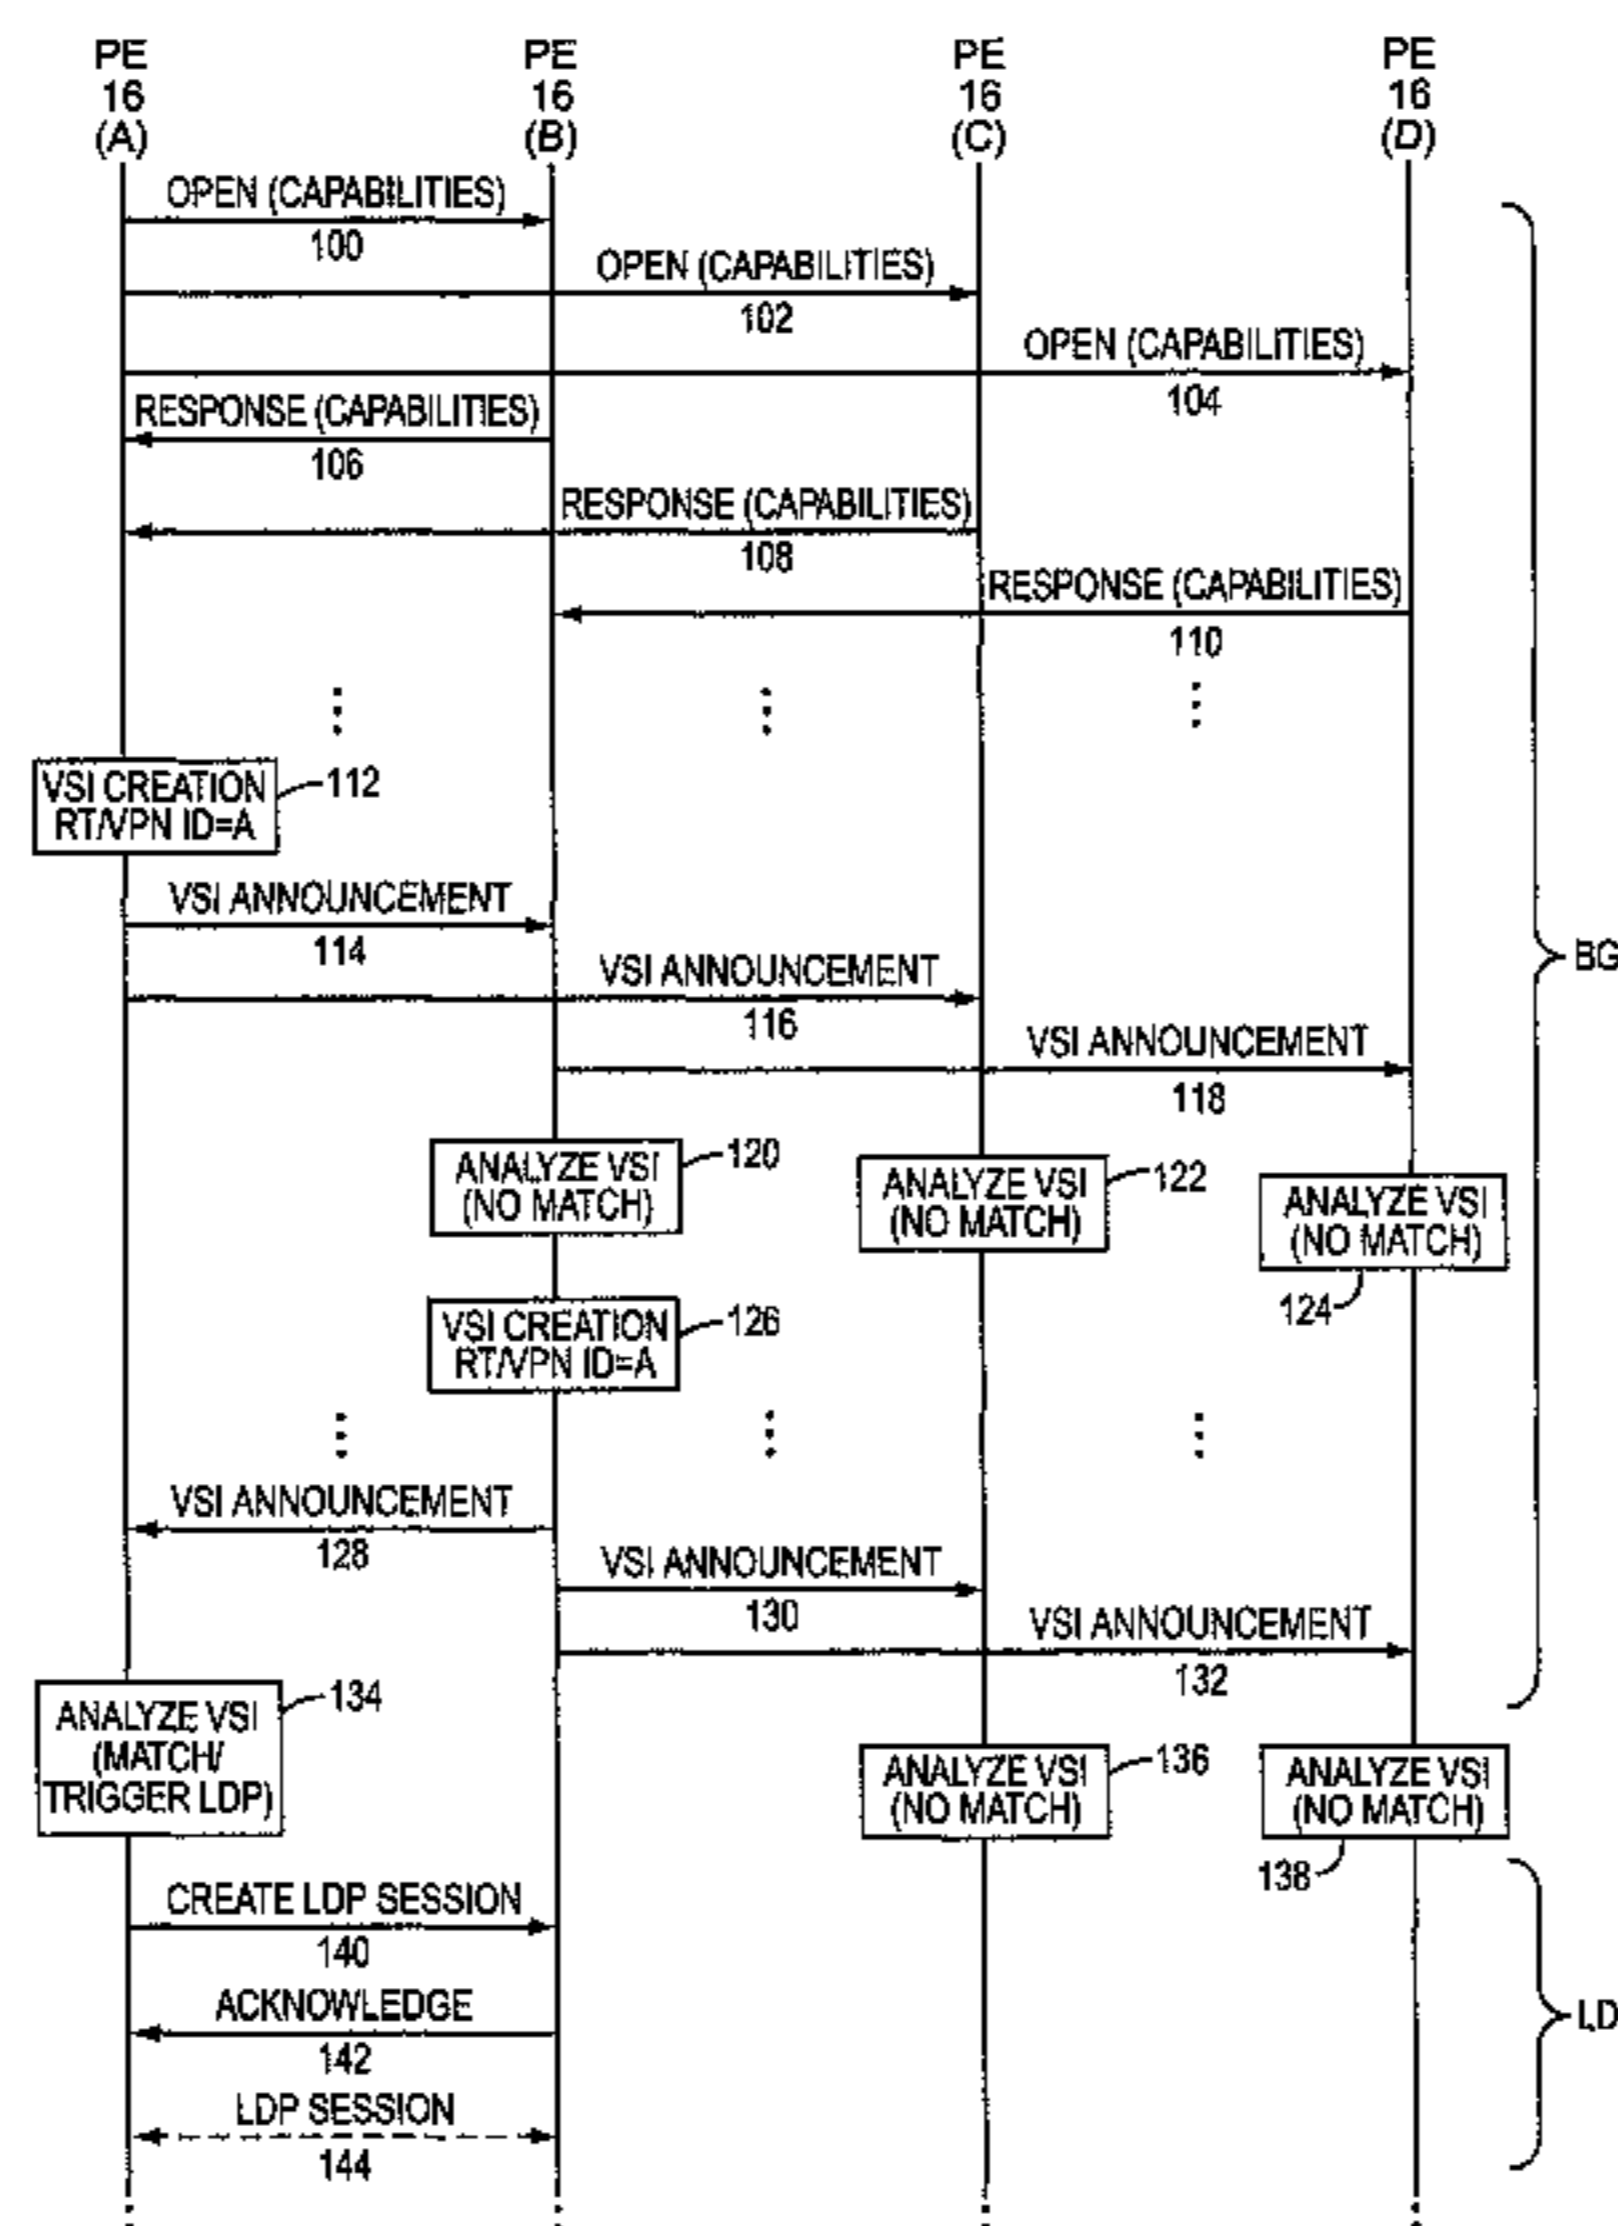 PE PE PE PE
16 16 16 16
(A) (B) (C) (D)
OPEN (CAPABILITIES)
100
OPEN (CAPABILITIES)
102
OPEN (CAPABILITIES)
104
RESPONSE (CAPABILITIES)
106
RESPONSE (CAPABILITIES)
108
RESPONSE (CAPABILITIES)
110
VSI CREATION
RT/VPN ID=A
112
VSI ANNOUNCEMENT
114
VSI ANNOUNCEMENT
116
VSI ANNOUNCEMENT
118
BG
ANALYZE VSI
(NO MATCH)
120
ANALYZE VSI
(NO MATCH)
122
ANALYZE VSI
(NO MATCH)
124
VSI CREATION
RT/VPN ID=A
126
VSI ANNOUNCEMENT
128
VSI ANNOUNCEMENT
130
VSI ANNOUNCEMENT
132
ANALYZE VSI
(MATCH/
TRIGGER LDP)
134
ANALYZE VSI
(NO MATCH)
136
ANALYZE VSI
(NO MATCH)
138
CREATE LDP SESSION
140
ACKNOWLEDGE
142
LD
LDP SESSION
144